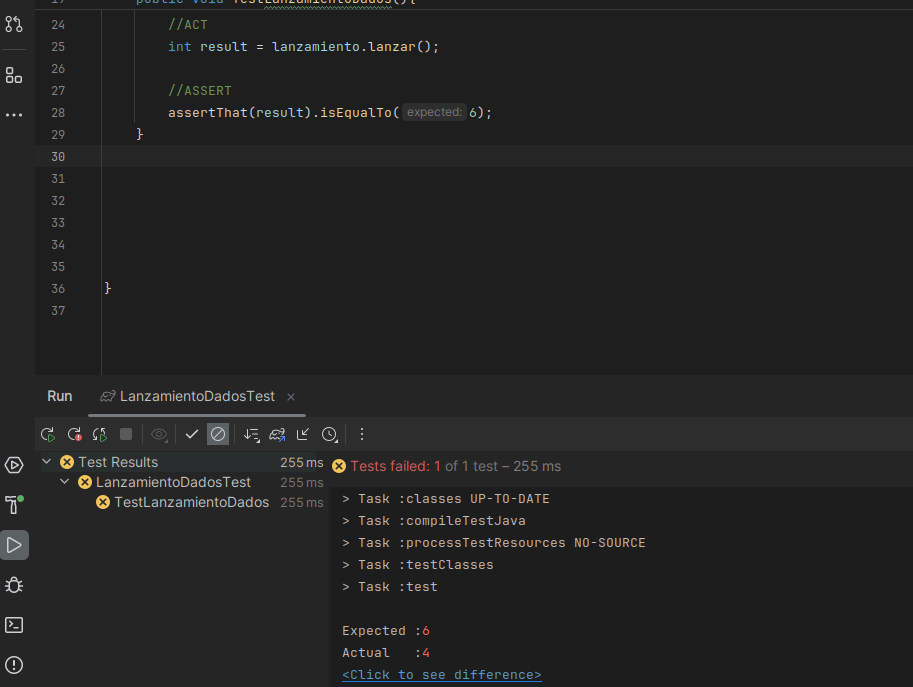 17 public void TestLanzamientoDados(){
24 //ACT
25 int result = lanzamiento.lanzar();
26
27 //ASSERT
28 assertThat(result).isEqualTo( expected: 6);
29 }
30
31
32
33
34
35
36 }
37
Run LanzamientoDadosTest ×
Test Results 255 ms
Tests failed: 1 of 1 test – 255 ms
LanzamientoDadosTest 255 ms
TestLanzamientoDados 255 ms
> Task :classes UP-TO-DATE
> Task :compileTestJava
> Task :processTestResources NO-SOURCE
> Task :testClasses
> Task :test
Expected :6
Actual :4
<Click to see difference>